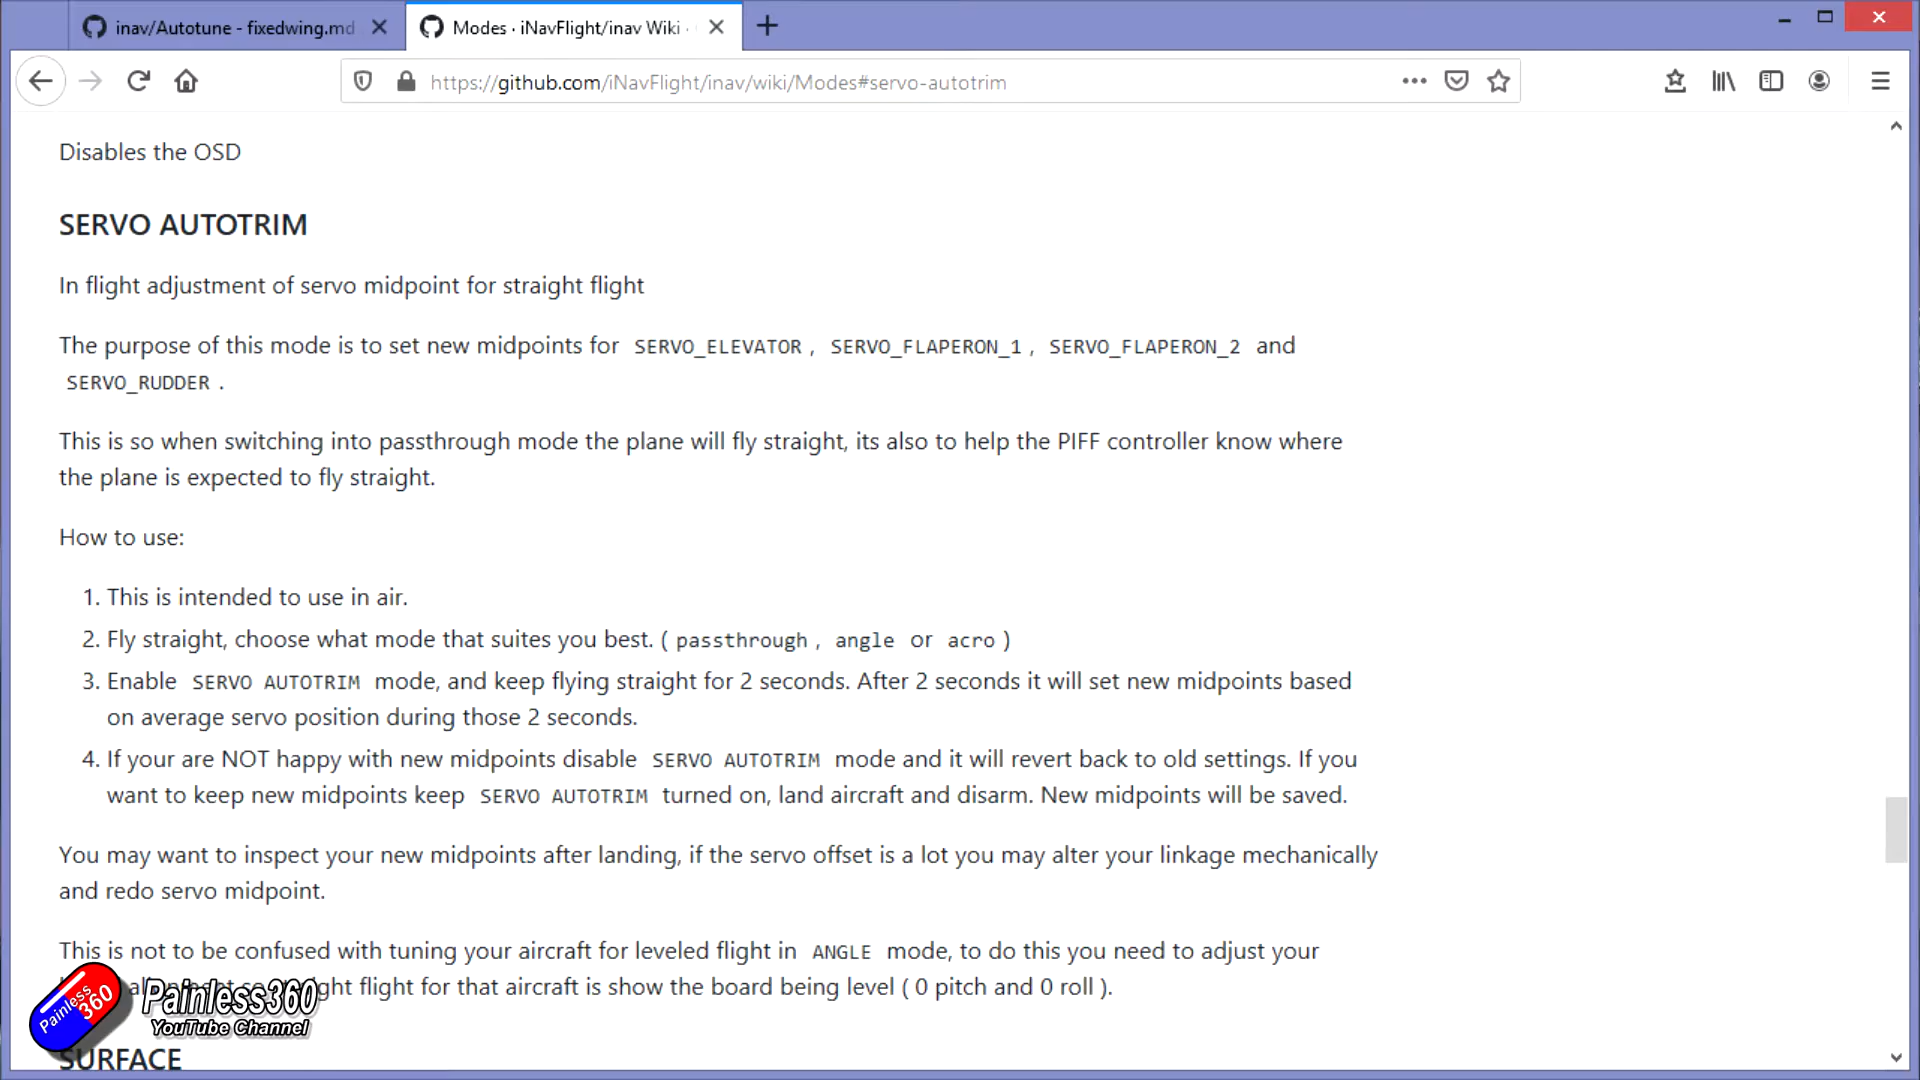 inav/Autotune - fixedwing.md
Modes · iNavFlight/inav Wiki ·
https://github.com/iNavFlight/inav/wiki/Modes#servo-autotrim
Disables the OSD
SERVO AUTOTRIM
In flight adjustment of servo midpoint for straight flight
The purpose of this mode is to set new midpoints for SERVO_ELEVATOR , SERVO_FLAPERON_1 , SERVO_FLAPERON_2 and
SERVO_RUDDER .
This is so when switching into passthrough mode the plane will fly straight, its also to help the PIFF controller know where
the plane is expected to fly straight.
How to use:
1. This is intended to use in air.
2. Fly straight, choose what mode that suites you best. ( passthrough , angle or acro )
3. Enable SERVO AUTOTRIM mode, and keep flying straight for 2 seconds. After 2 seconds it will set new midpoints based
on average servo position during those 2 seconds.
4. If your are NOT happy with new midpoints disable SERVO AUTOTRIM mode and it will revert back to old settings. If you
want to keep new midpoints keep SERVO AUTOTRIM turned on, land aircraft and disarm. New midpoints will be saved.
You may want to inspect your new midpoints after landing, if the servo offset is a lot you may alter your linkage mechanically
and redo servo midpoint.
This is not to be confused with tuning your aircraft for leveled flight in ANGLE mode, to do this you need to adjust your
flight for that aircraft is show the board being level ( 0 pitch and 0 roll ).
Painless
360
Painless360
YouTube Channel
SURFACE